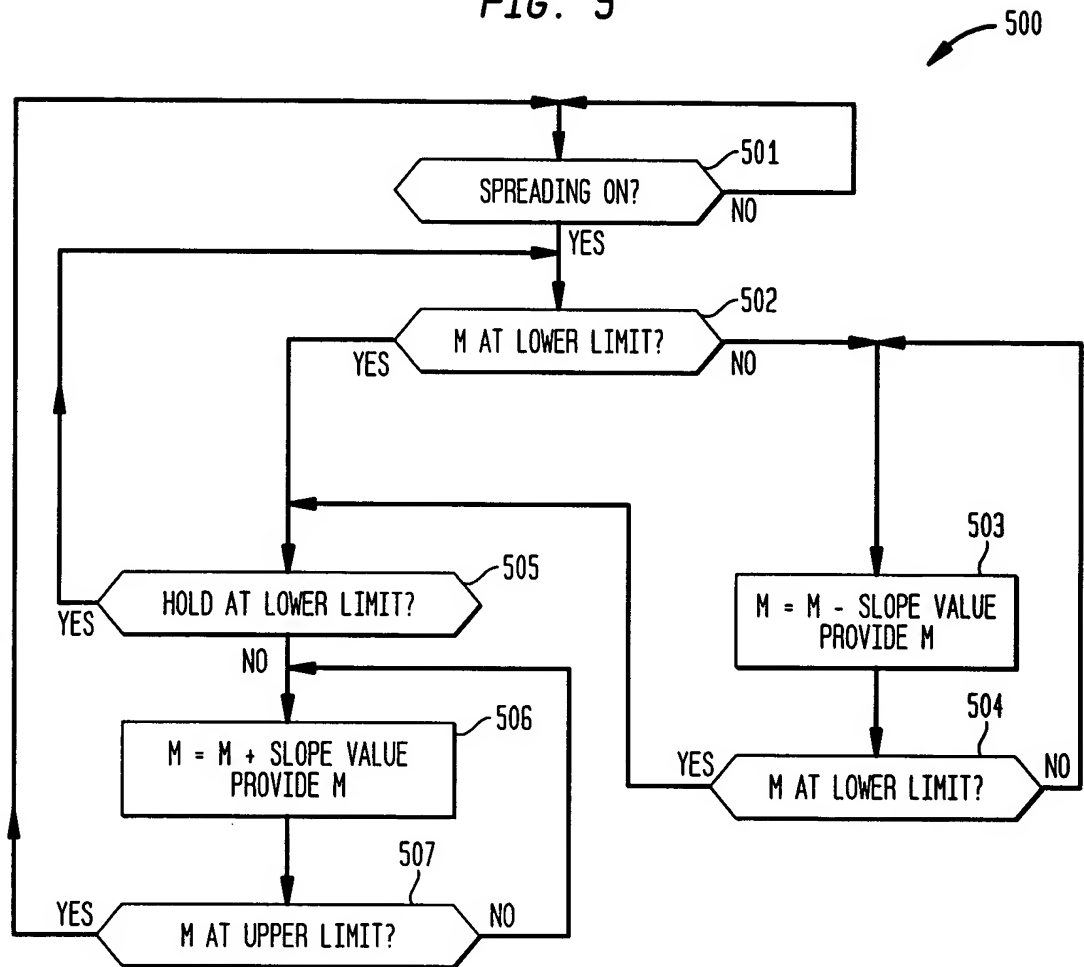 FIG. 5
500
501
SPREADING ON?
NO
YES
502
M AT LOWER LIMIT?
YES
NO
503
M = M - SLOPE VALUE
PROVIDE M
505
HOLD AT LOWER LIMIT?
YES
NO
504
M AT LOWER LIMIT?
YES
NO
506
M = M + SLOPE VALUE
PROVIDE M
507
M AT UPPER LIMIT?
YES
NO